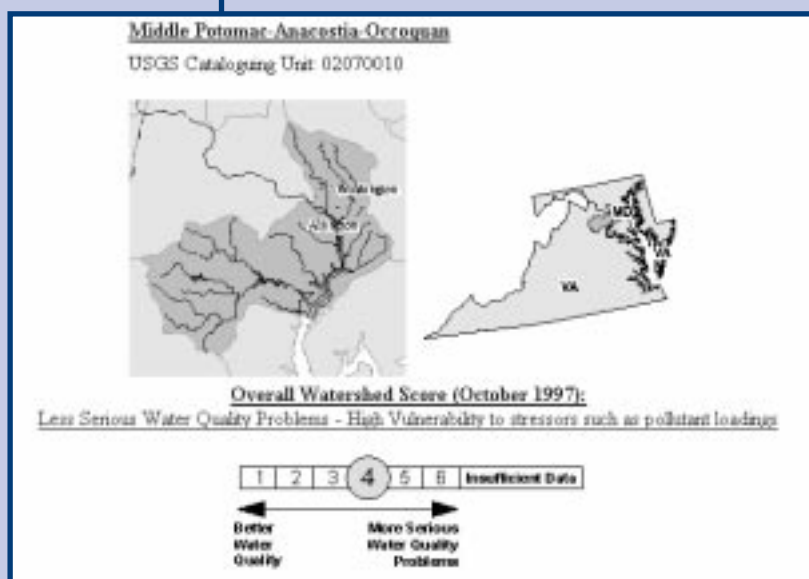 Middle Potomac-Anacostia-Occoquan
USGS Cataloguing Unit: 02070010
Washington
Arlington
MD
VA
VA
Overall Watershed Score (October 1997):
Less Serious Water Quality Problems - High Vulnerability to stressors such as pollutant loadings
1 2 3 4 5 6 Insufficient Data
Better Water Quality
More Serious Water Quality Problems